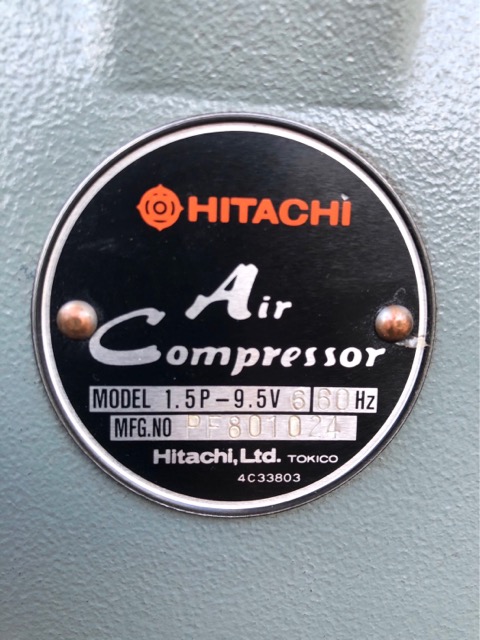 HITACHI
Air
Compressor
MODEL 1.5P-9.5V 6 60 Hz
MFG.NO PF801024
Hitachi, Ltd. TOKICO
4C33803